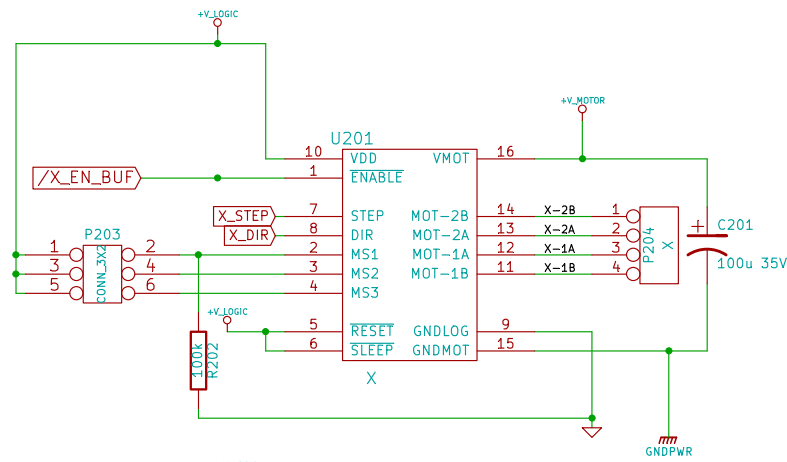 +V_LOGIC
+V_MOTOR
U201
10 VDD VMOT 16
/X_EN_BUF 1 ENABLE
X_STEP 7 STEP MOT-2B 14 X-2B 1
X_DIR 8 DIR MOT-2A 13 X-2A 2
P203
1 2 2 MS1 MOT-1A 12 X-1A 3
3 4 3 MS2 MOT-1B 11 X-1B 4
5 6 4 MS3
CONN_3X2
P204
X
+ C201
100u 35V
+V_LOGIC
5 RESET GNDLOG 9
6 SLEEP GNDMOT 15
100k
R202
X
GNDPWR